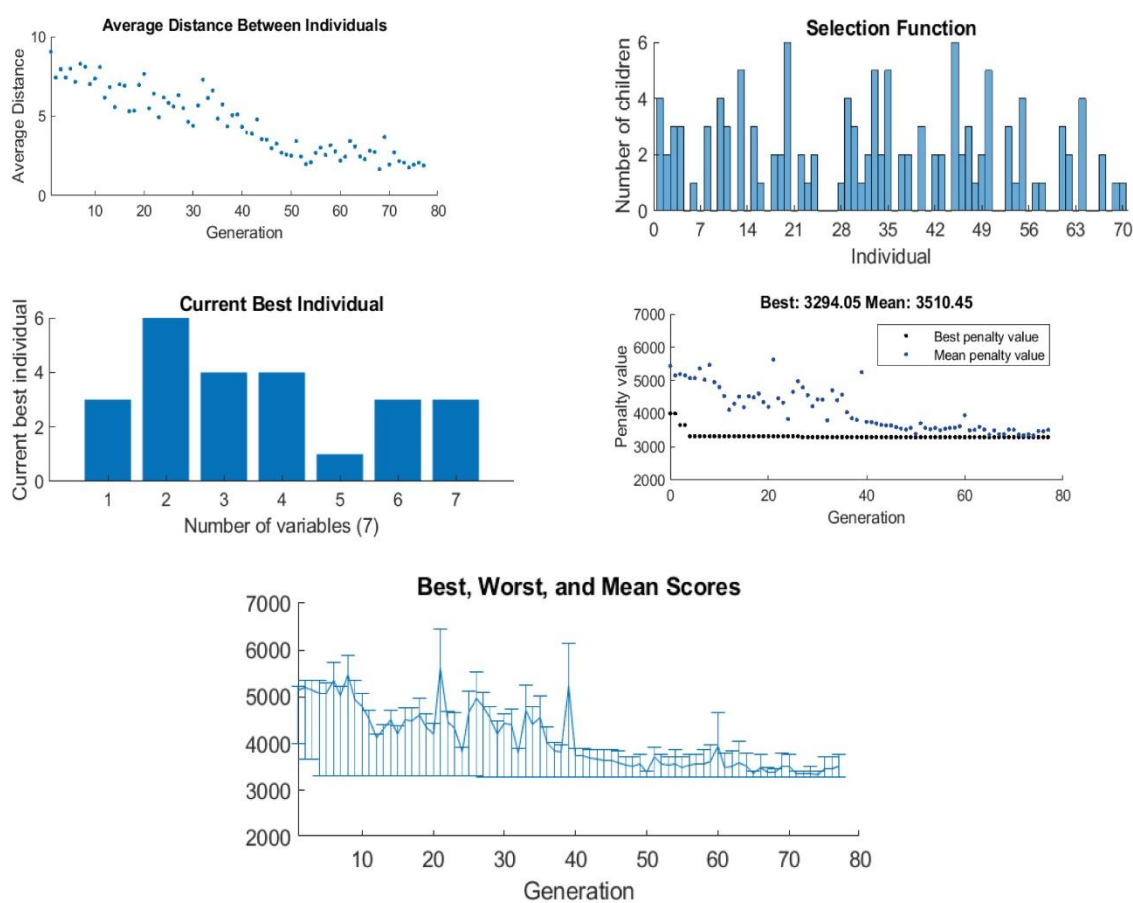 Average Distance Between Individuals
10
5
0
Average Distance
10 20 30 40 50 60 70 80
Generation
Selection Function
6
4
2
0
Number of children
0 7 14 21 28 35 42 49 56 63 70
Individual
Current Best Individual
6
4
2
0
Current best individual
1 2 3 4 5 6 7
Number of variables (7)
Best: 3294.05 Mean: 3510.45
7000
6000
5000
4000
3000
2000
Penalty value
Best penalty value
Mean penalty value
0 20 40 60 80
Generation
Best, Worst, and Mean Scores
7000
6000
5000
4000
3000
2000
10 20 30 40 50 60 70 80
Generation